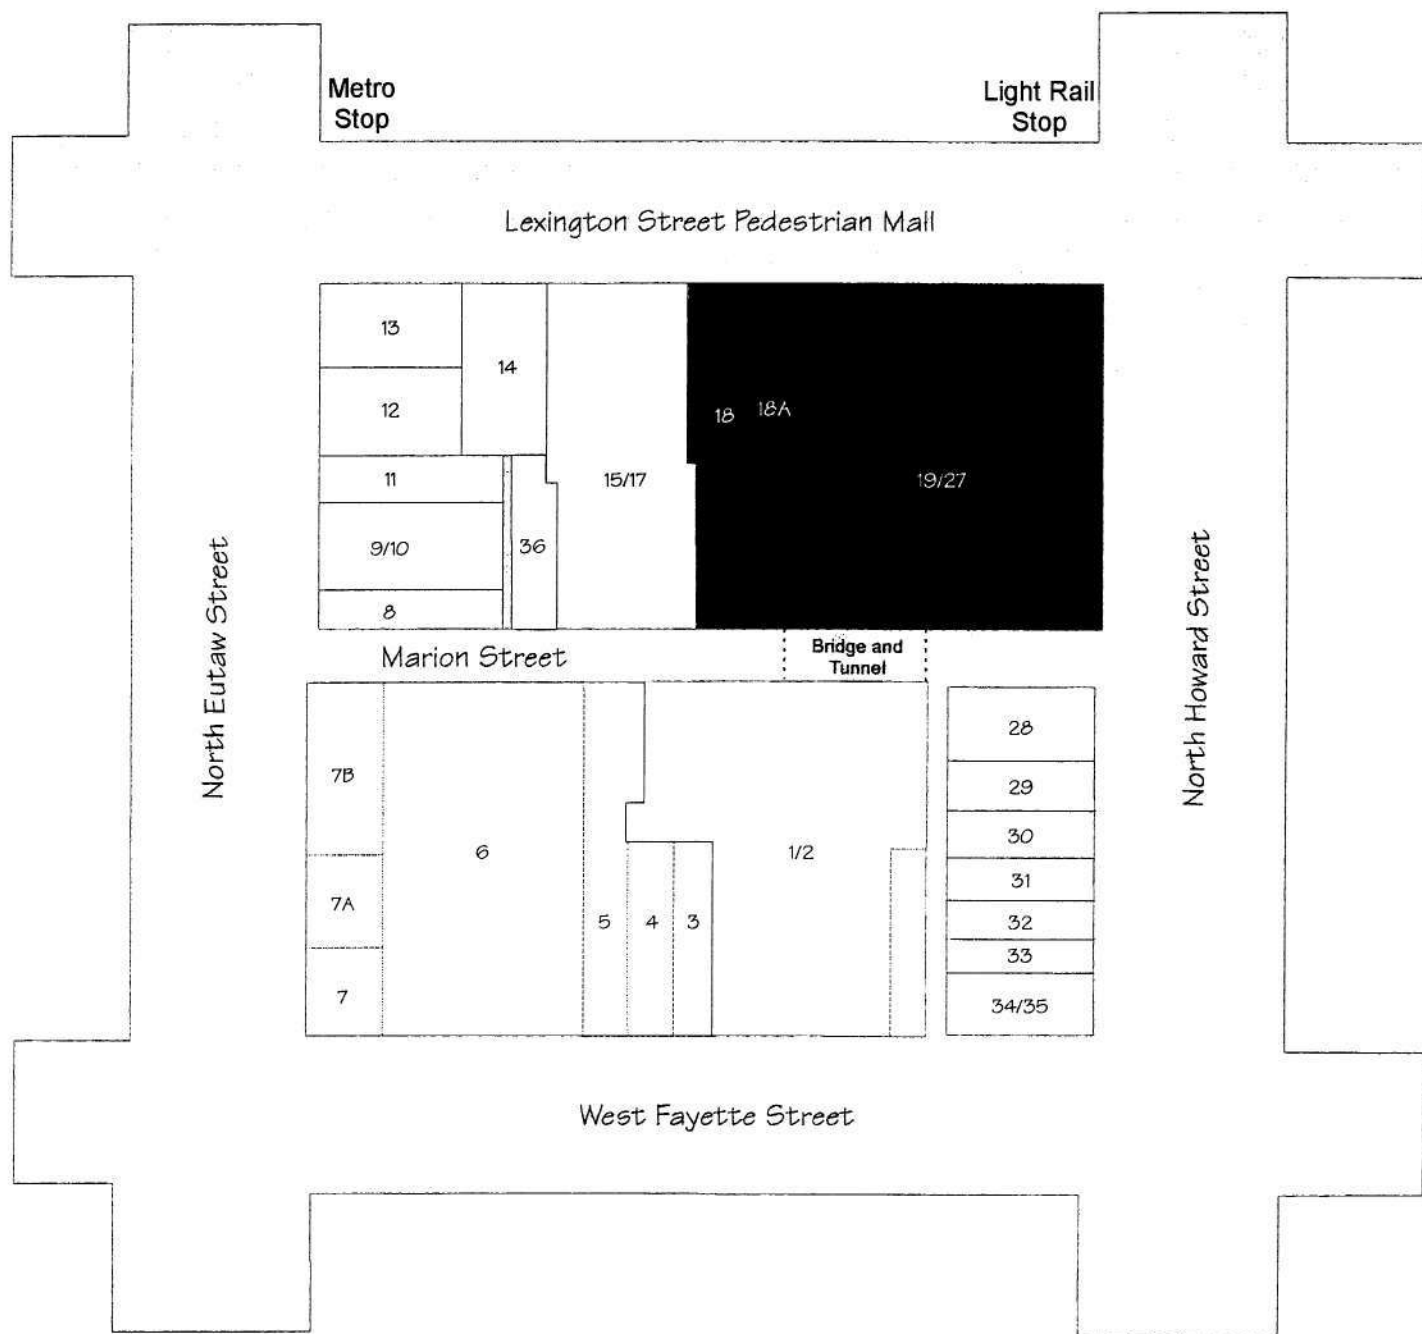 Metro
Stop
Light Rail
Stop
Lexington Street Pedestrian Mall
13
14
12
18
18A
11
15/17
19/27
9/10
36
8
North Eutaw Street
North Howard Street
Marion Street
Bridge and
Tunnel
28
7B
29
30
6
1/2
31
7A
5
4
3
32
33
7
34/35
West Fayette Street